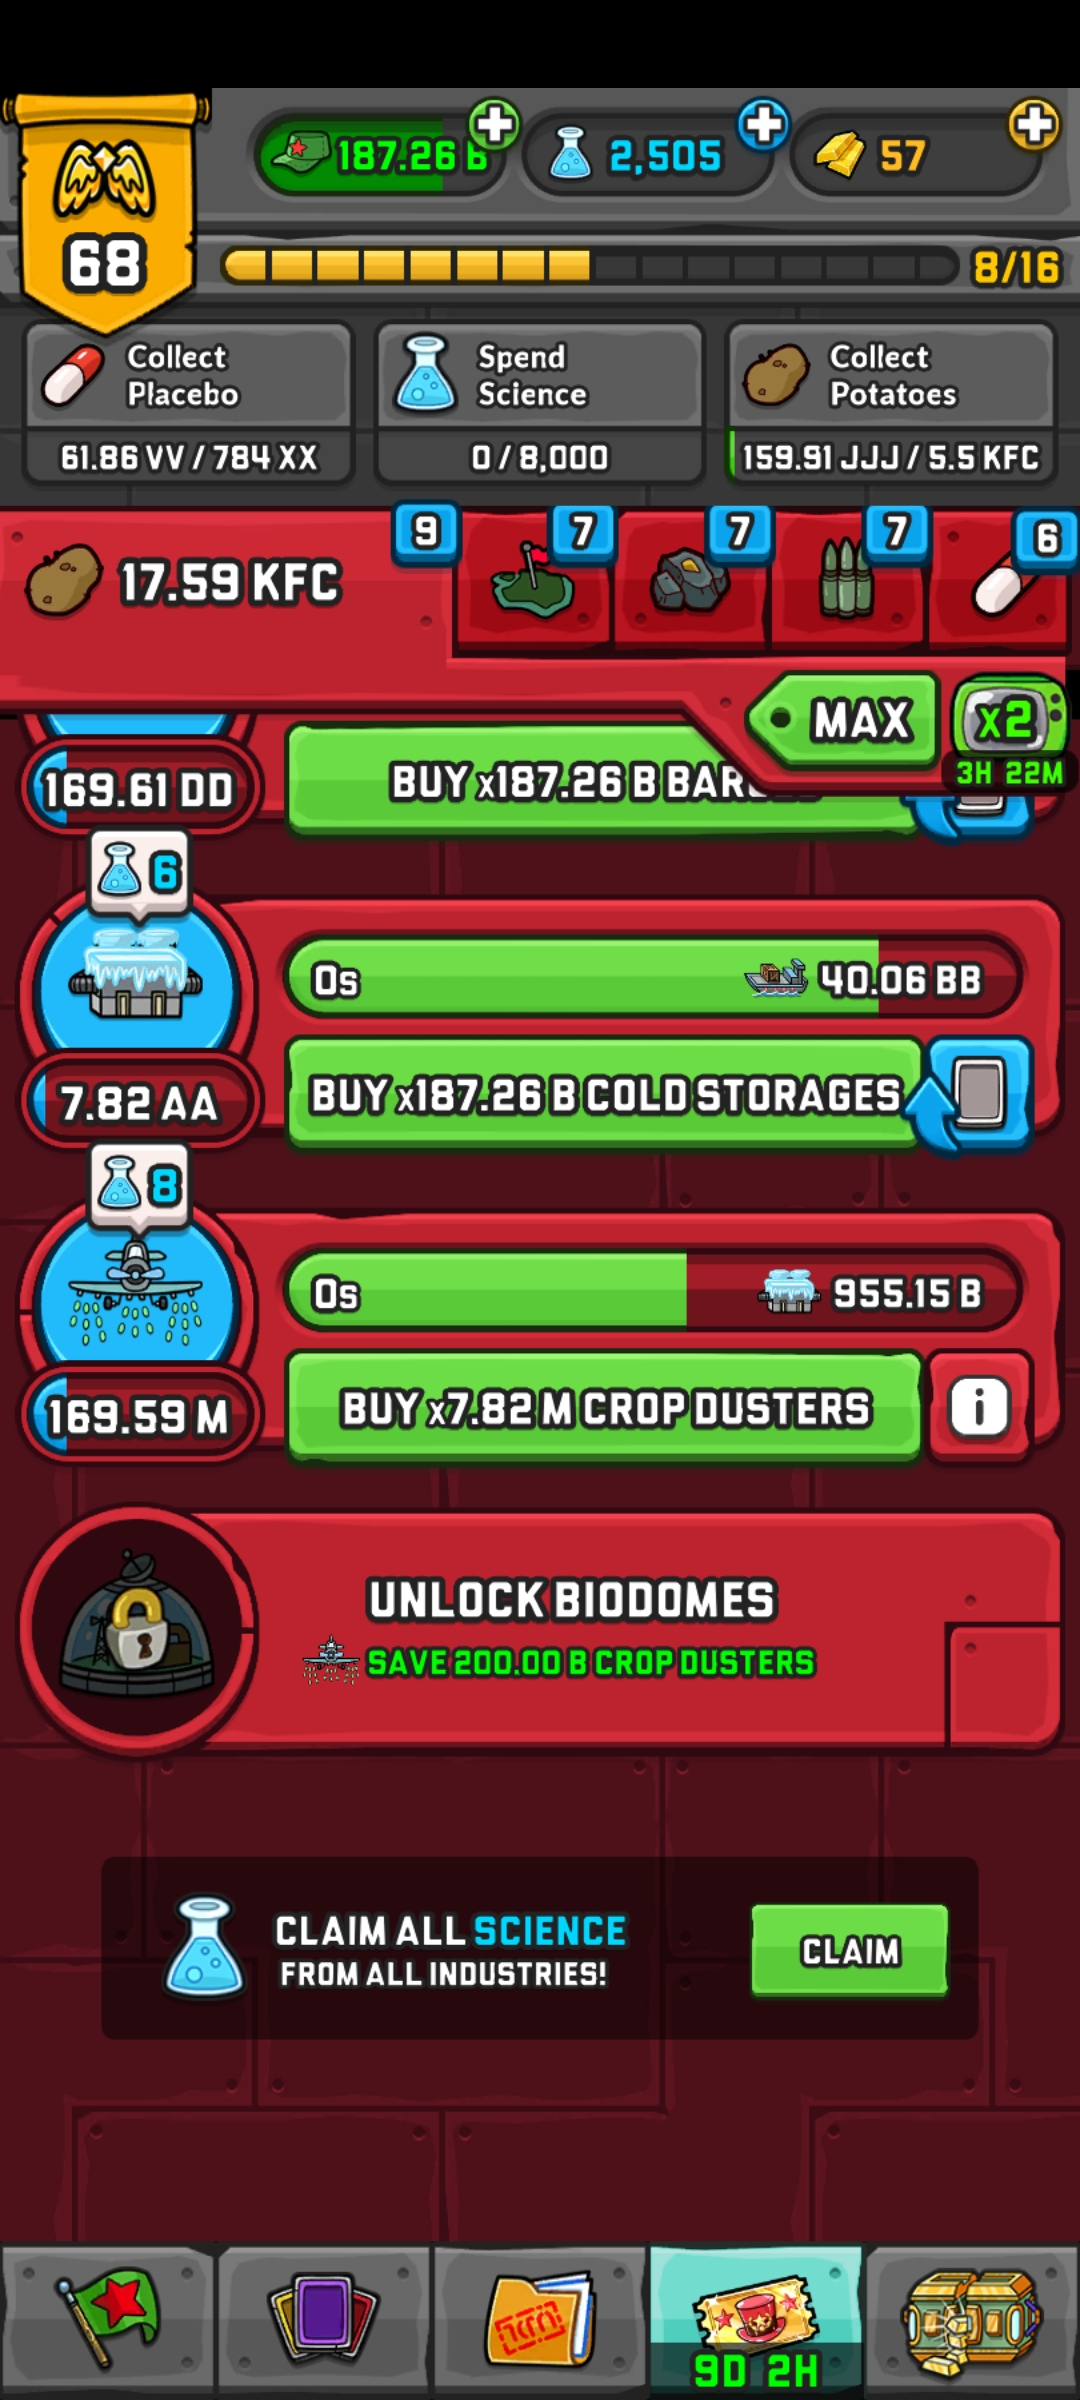 187.26 B
2,505
57
68
8/16
Collect
Placebo
61.86 VV / 784 XX
Spend
Science
0 / 8,000
Collect
Potatoes
159.91 JJJ / 5.5 KFC
17.59 KFC
9
7
7
7
6
MAX
x2
3H 22M
169.61 DD
BUY x187.26 B
6
0s
40.06 BB
7.82 AA
BUY x187.26 B COLD STORAGES
8
0s
955.15 B
169.59 M
BUY x7.82 M CROP DUSTERS
i
UNLOCK BIODOMES
SAVE 200.00 B CROP DUSTERS
CLAIM ALL SCIENCE
FROM ALL INDUSTRIES!
CLAIM
9D 2H